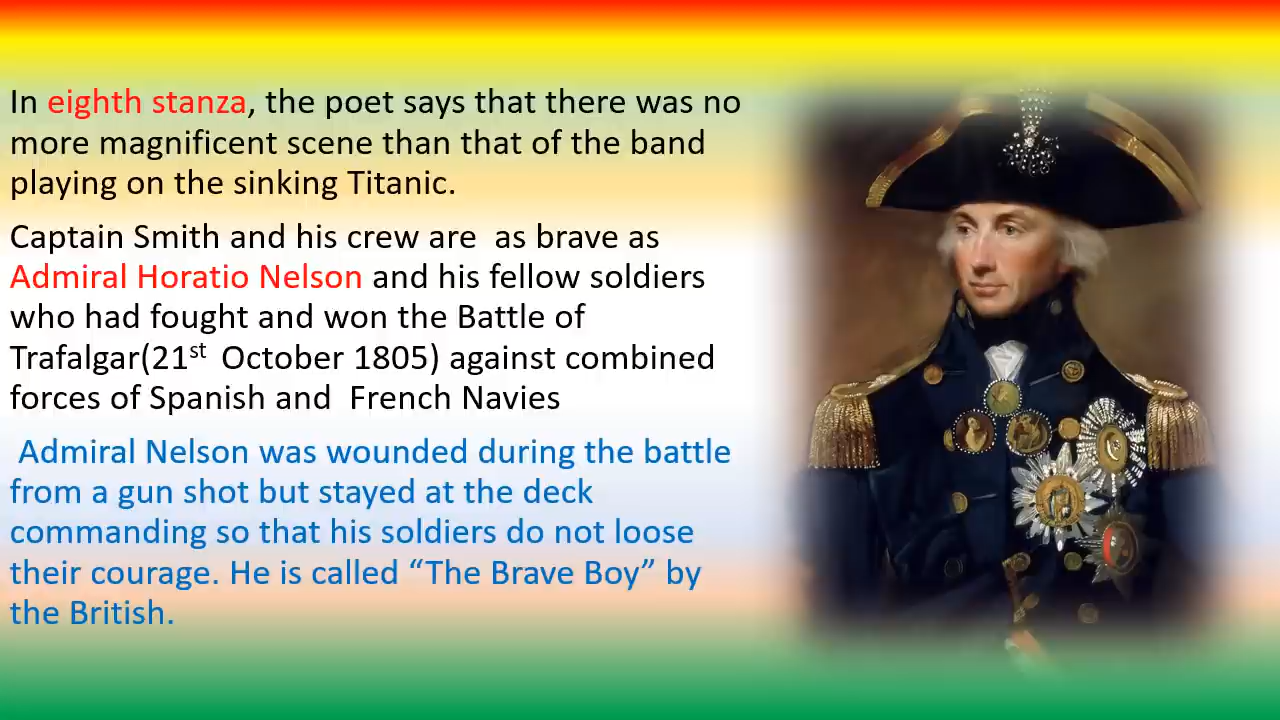 In eighth stanza, the poet says that there was no
more magnificent scene than that of the band
playing on the sinking Titanic.
Captain Smith and his crew are  as brave as
Admiral Horatio Nelson and his fellow soldiers
who had fought and won the Battle of
Trafalgar(21st  October 1805) against combined
forces of Spanish and  French Navies
Admiral Nelson was wounded during the battle
from a gun shot but stayed at the deck
commanding so that his soldiers do not loose
their courage. He is called “The Brave Boy” by
the British.